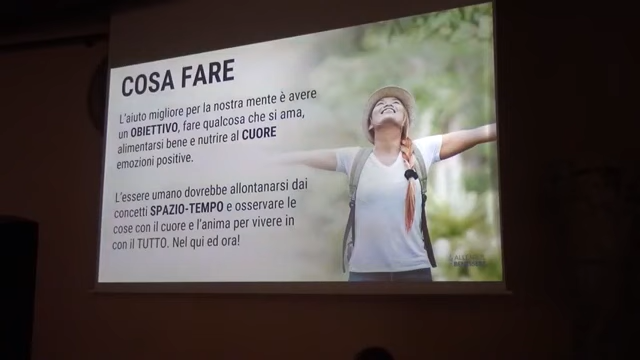 COSA FARE
L'aiuto migliore per la nostra mente è avere
un OBIETTIVO, fare qualcosa che si ama,
alimentarsi bene e nutrire al CUORE
emozioni positive.
L'essere umano dovrebbe allontanarsi dai
concetti SPAZIO-TEMPO e osservare le
cose con il cuore e l'anima per vivere in
con il TUTTO. Nel qui ed ora!